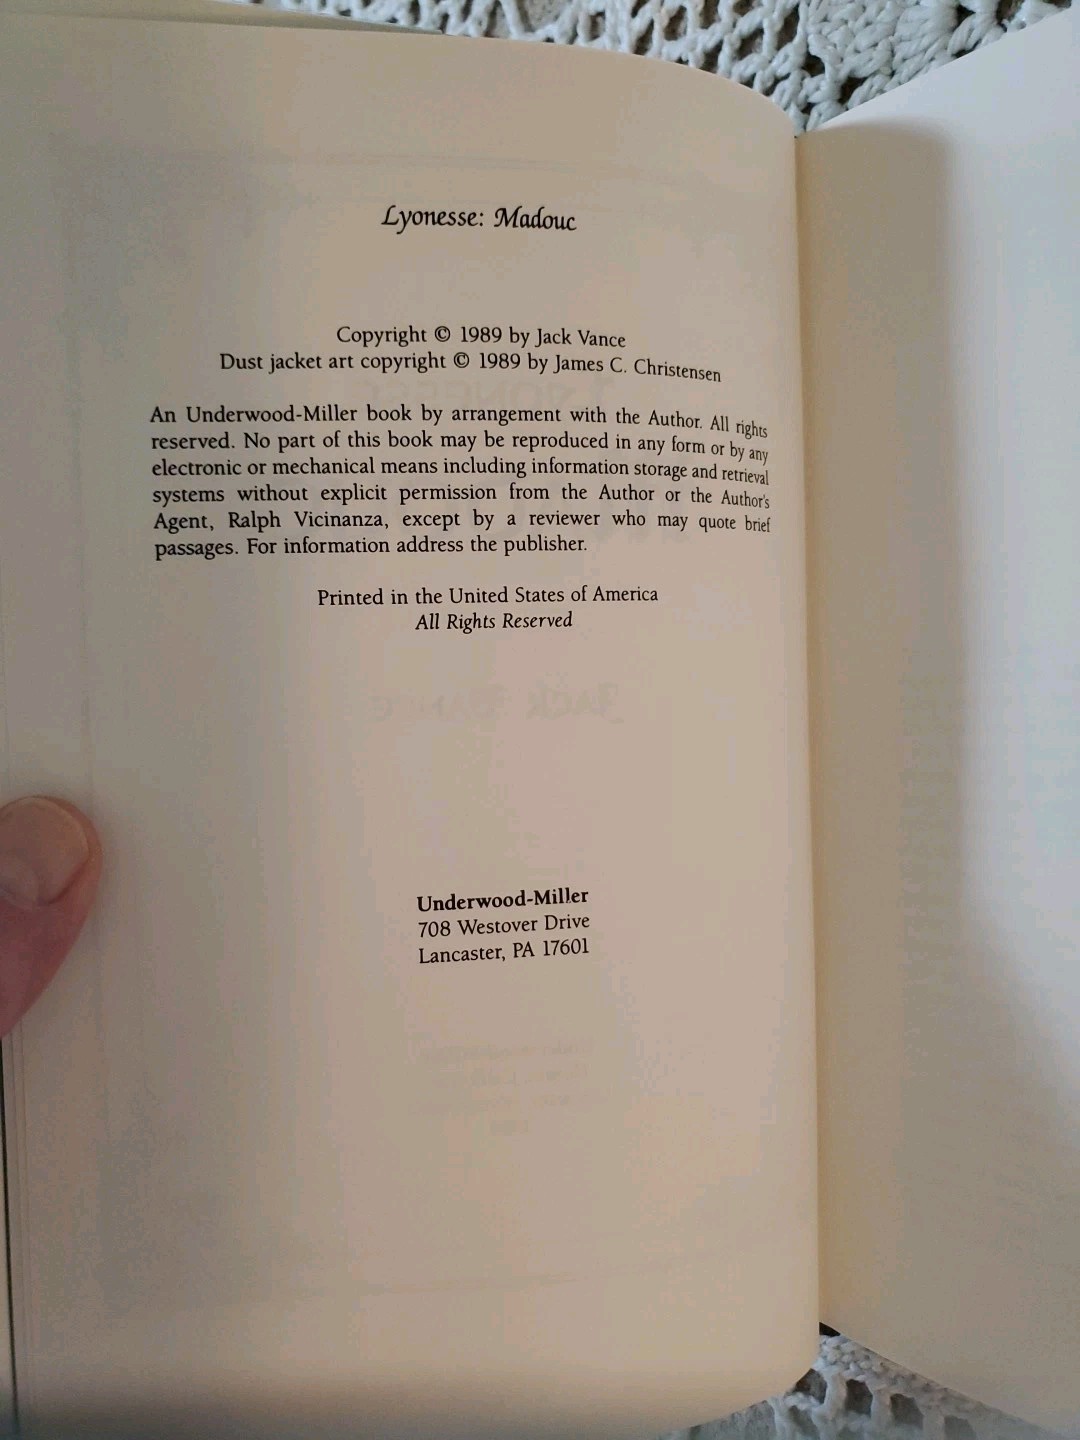 Lyonesse: Madouc
Copyright © 1989 by Jack Vance
Dust jacket art copyright © 1989 by James C. Christensen
An Underwood-Miller book by arrangement with the Author. All rights
reserved. No part of this book may be reproduced in any form or by any
electronic or mechanical means including information storage and retrieval
systems without explicit permission from the Author or the Author's
Agent, Ralph Vicinanza, except by a reviewer who may quote brief
passages. For information address the publisher.
Printed in the United States of America
All Rights Reserved
Underwood-Miller
708 Westover Drive
Lancaster, PA 17601